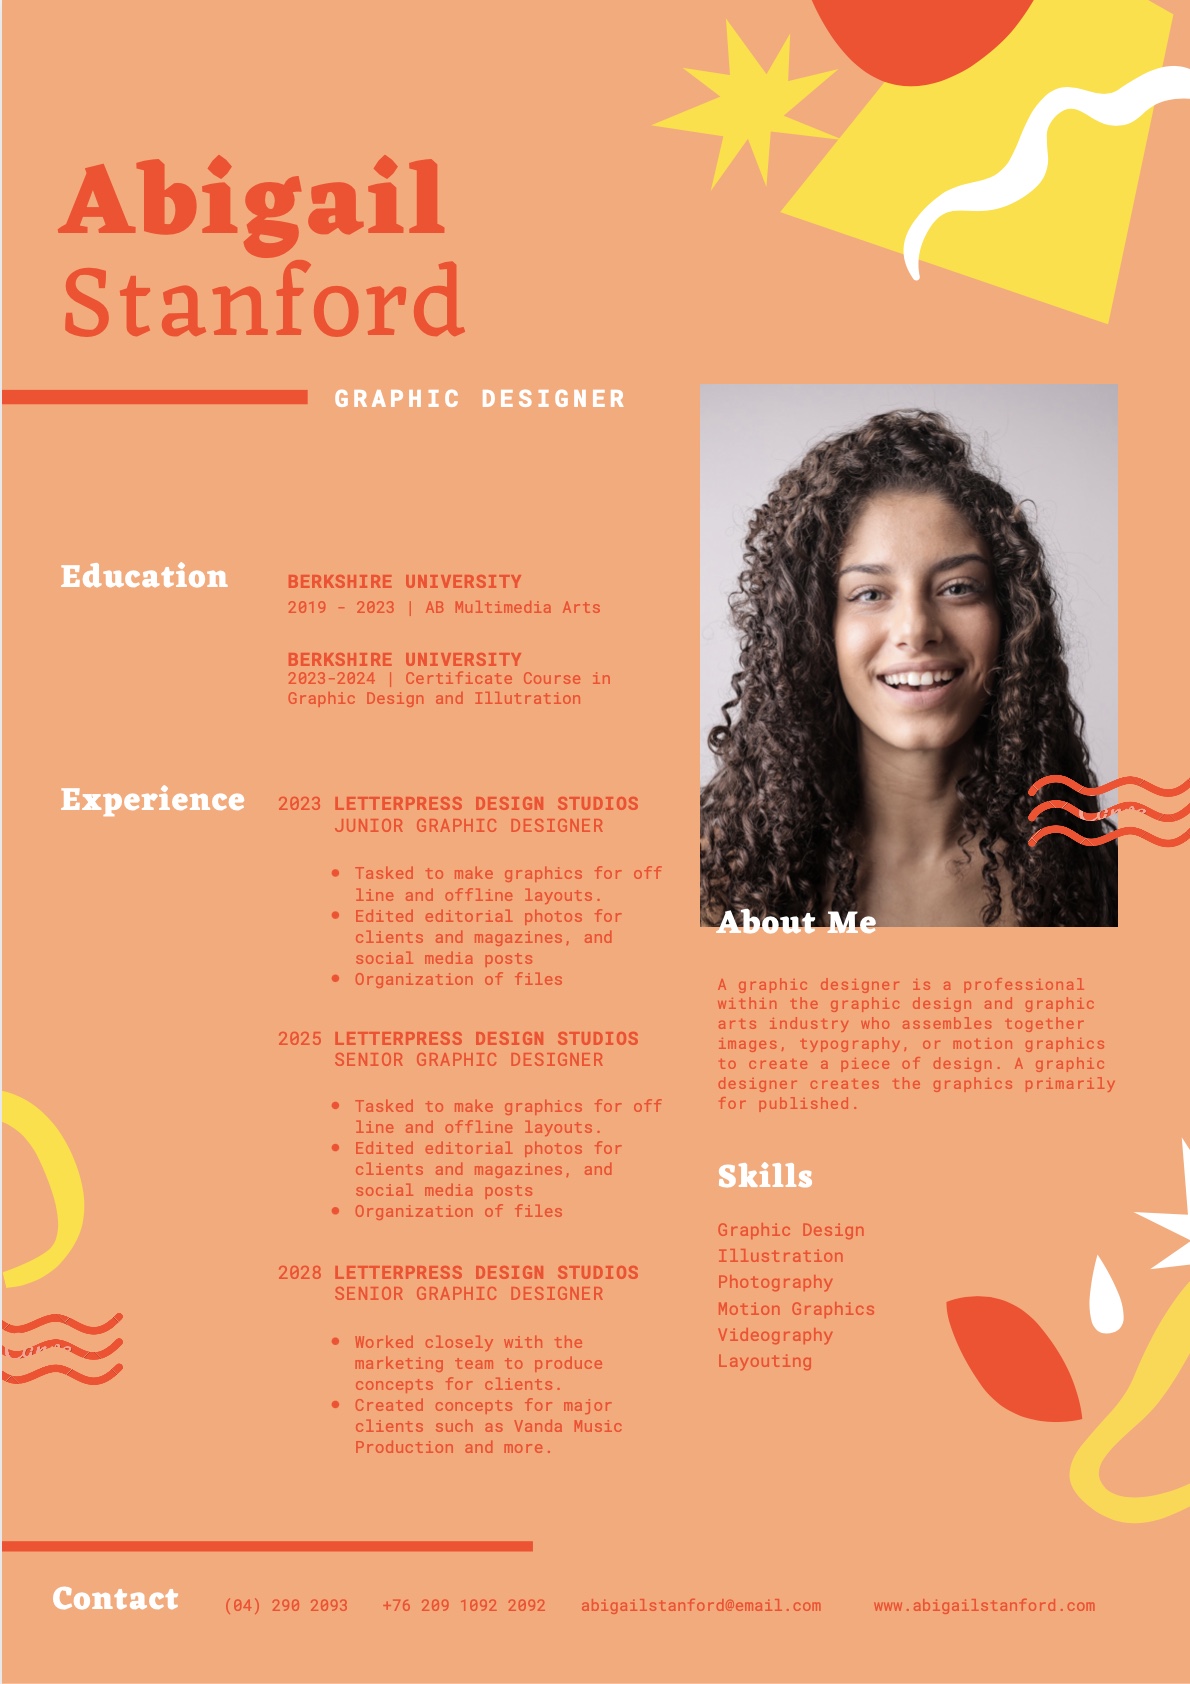 Abigail
Stanford
GRAPHIC DESIGNER
Education
BERKSHIRE UNIVERSITY
2019 - 2023 | AB Multimedia Arts
BERKSHIRE UNIVERSITY
2023-2024 | Certificate Course in
Graphic Design and Illutration
Experience
2023 LETTERPRESS DESIGN STUDIOS
JUNIOR GRAPHIC DESIGNER
• Tasked to make graphics for off
line and offline layouts.
• Edited editorial photos for
clients and magazines, and
social media posts
• Organization of files
2025 LETTERPRESS DESIGN STUDIOS
SENIOR GRAPHIC DESIGNER
• Tasked to make graphics for off
line and offline layouts.
• Edited editorial photos for
clients and magazines, and
social media posts
• Organization of files
2028 LETTERPRESS DESIGN STUDIOS
SENIOR GRAPHIC DESIGNER
• Worked closely with the
marketing team to produce
concepts for clients.
• Created concepts for major
clients such as Vanda Music
Production and more.
About Me
A graphic designer is a professional
within the graphic design and graphic
arts industry who assembles together
images, typography, or motion graphics
to create a piece of design. A graphic
designer creates the graphics primarily
for published.
Skills
Graphic Design
Illustration
Photography
Motion Graphics
Videography
Layouting
Contact (04) 290 2093 +76 209 1092 2092 abigailstanford@email.com www.abigailstanford.com